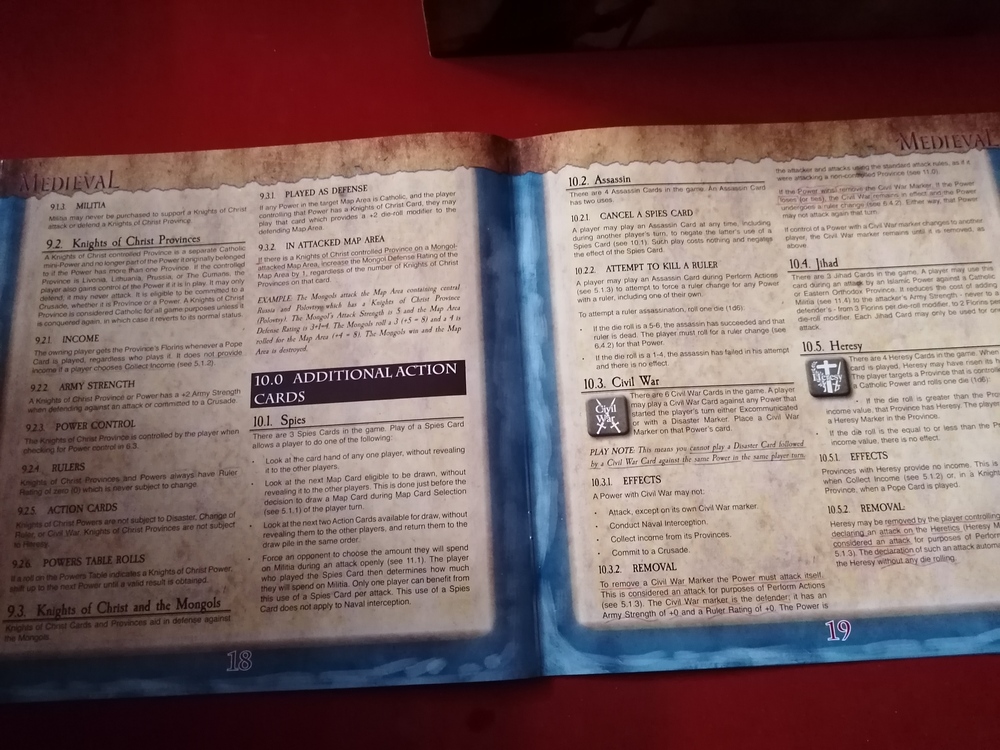 MEDIEVAL
9.1.1. MILITIA
Militia may never be purchased to support a Knights of Christ
attack or defend a Knights of Christ Province.
9.2. Knights of Christ Provinces
A Knights of Christ controlled province is a separate Catholic
mini-Power and no longer part of the Power it originally belonged
to if the Power has more than one Province. If the controlled
Province is Livonia, Lithuania, Prussia, or The Cumans, the
player also gains control of the Power if it is in play. It may only
defend; it may never attack. It is eligible to be committed to a
Crusade, whether it is Province or a Power. A Knights of Christ
Province is considered Catholic for all game purposes unless it
is conquered again, in which case it reverts to its normal status.
9.2.1. INCOME
The owning player gets the Province's Florins whenever a Pope
Card is played, regardless who plays it. It does not provide
income if a player chooses Collect Income (see 5.1.2).
9.2.2. ARMY STRENGTH
A Knights of Christ Province or Power has a +2 Army Strength
when defending against an attack or committed to a Crusade.
9.2.3. POWER CONTROL
The Knights of Christ Province is controlled by the player when
checking for Power control in 6.3.
9.2.4. RULERS
Knights of Christ Provinces and Powers always have Ruler
Rating of zero (0) which is never subject to change.
9.2.5. ACTION CARDS
Knights of Christ Powers are not subject to Disaster, Change of
Ruler, or Civil War. Knights of Christ Provinces are not subject
to Heresy.
9.2.6. POWERS TABLE ROLLS
If a roll on the Powers Table indicates a Knights of Christ Power,
shift up to the next Power until a valid result is obtained.
9.3. Knights of Christ and the Mongols
Knights of Christ Cards and Provinces aid in defense against
the Mongols.
9.3.1. PLAYED AS DEFENSE
If any Power in the target Map Area is Catholic, and the player
controlling that Power has a Knights of Christ Card, they may
play that card which provides a +2 die-roll modifier to the
defending Map Area.
9.3.2. IN ATTACKED MAP AREA
If there is a Knights of Christ controlled Province on a Mongol-
attacked Map Area, increase the Mongol Defense Rating of the
Map Area by 1, regardless of the number of Knights of Christ
Provinces on that card.
EXAMPLE: The Mongols attack the Map Area containing central
Russia and Polovtsy, which has a Knights of Christ Province
(Polovtsy). The Mongol's Attack Strength is 5 and the Map Area
Defense Rating is 3+1=4. The Mongols roll a 3 (+5 = 8) and a 4 is
rolled for the Map Area (+4 = 8). The Mongols win and the Map
Area is destroyed.
10.0 ADDITIONAL ACTION
CARDS
10.1. Spies
There are 3 Spies Cards in the game. Play of a Spies Card
allows a player to do one of the following:
· Look at the card hand of any one player, without revealing
it to the other players.
· Look at the next Map Card eligible to be drawn, without
revealing it to the other players. This is done just before the
decision to draw a Map Card during Map Card Selection
(see 5.1.1) of the player turn.
· Look at the next two Action Cards available for draw, without
revealing them to the other players, and return them to the
draw pile in the same order.
· Force an opponent to choose the amount they will spend
on Militia during an attack openly (see 11.1). The player
who played the Spies Card then determines how much
they will spend on Militia. Only one player can benefit from
this use of a Spies Card per attack. This use of a Spies
Card does not apply to Naval interception.
18
10.2. Assassin
There are 4 Assassin Cards in the game. An Assassin Card
has two uses.
10.2.1. CANCEL A SPIES CARD
A player may play an Assassin Card at any time, including
during another player's turn, to negate the latter's use of a
Spies Card (see 10.1). Such play costs nothing and negates
the effect of the Spies Card.
10.2.2. ATTEMPT TO KILL A RULER
A player may play an Assassin Card during Perform Actions
(see 5.1.3) to attempt to force a ruler change for any Power
with a ruler, including one of their own.
To attempt a ruler assassination, roll one die (1d6):
· If the die roll is a 5-6, the assassin has succeeded and that
ruler is dead. The player must roll for a ruler change (see
6.4.2) for that Power.
· If the die roll is a 1-4, the assassin has failed in his attempt
and there is no effect.
10.3. Civil War
Civil
War
There are 6 Civil War Cards in the game. A player
may play a Civil War Card against any Power that
started the player's turn either Excommunicated
or with a Disaster Marker. Place a Civil War
Marker on that Power's card.
PLAY NOTE: This means you cannot play a Disaster Card followed
by a Civil War Card against the same Power in the same player turn.
10.3.1. EFFECTS
A Power with Civil War may not:
· Attack, except on its own Civil War marker.
· Conduct Naval Interception.
· Collect income from its Provinces.
· Commit to a Crusade.
10.3.2. REMOVAL
To remove a Civil War Marker the Power must attack itself.
This is considered an attack for purposes of Perform Actions
(see 5.1.3). The Civil War marker is the defender; it has an
Army Strength of +0 and a Ruler Rating of +0. The Power is
MEDIEVAL
the attacker and attacks using the standard attack rules, as if it
were attacking a non-controlled Province (see 11.0).
If the Power wins, remove the Civil War Marker. If the Power
loses (or ties), the Civil War remains in effect and the Power
undergoes a ruler change (see 6.4.2). Either way, that Power
may not attack again that turn.
If control of a Power with a Civil War marker changes to another
player, the Civil War marker remains until it is removed, as
above.
10.4. Jihad
There are 3 Jihad Cards in the game. A player may use this
card during an attack by an Islamic Power against a Catholic
or Eastern Orthodox Province. It reduces the cost of adding
Militia (see 11.4) to the attacker's Army Strength - never to a
defender's - from 3 Florins per die-roll modifier, to 2 Florins per
die-roll modifier. Each Jihad Card may only be used for one
attack.
10.5. Heresy
Heresy
There are 4 Heresy Cards in the game. When
card is played, Heresy may have risen its
The player targets a Province that is controlled
a Catholic Power and rolls one die (1d6):
· If the die roll is greater than the
income value, that Province has Heresy. The player
a Heresy Marker in the Province.
· If the die roll is the equal to or less than the
income value, there is no effect.
10.5.1. EFFECTS
Provinces with Heresy provide no income. This is
when Collect Income (see 5.1.2) or, in a Knights
Province, when a Pope Card is played.
10.5.2. REMOVAL:
Heresy may be removed by the player controlling
declaring an attack on the Heretics (Heresy
considered an attack for purposes of Perform
5.1.3). The declaration of such an attack
the Heresy without any die rolling.
19